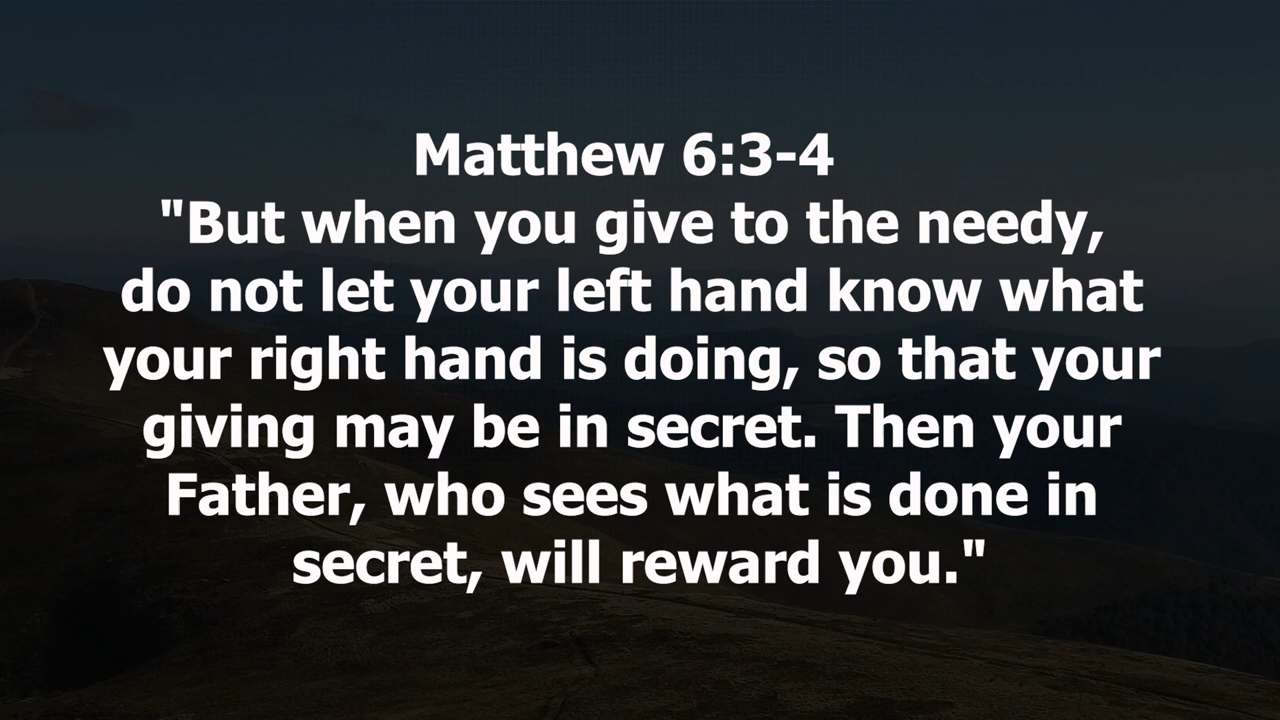 Matthew 6:3-4
"But when you give to the needy,
do not let your left hand know what
your right hand is doing, so that your
giving may be in secret. Then your
Father, who sees what is done in
secret, will reward you."